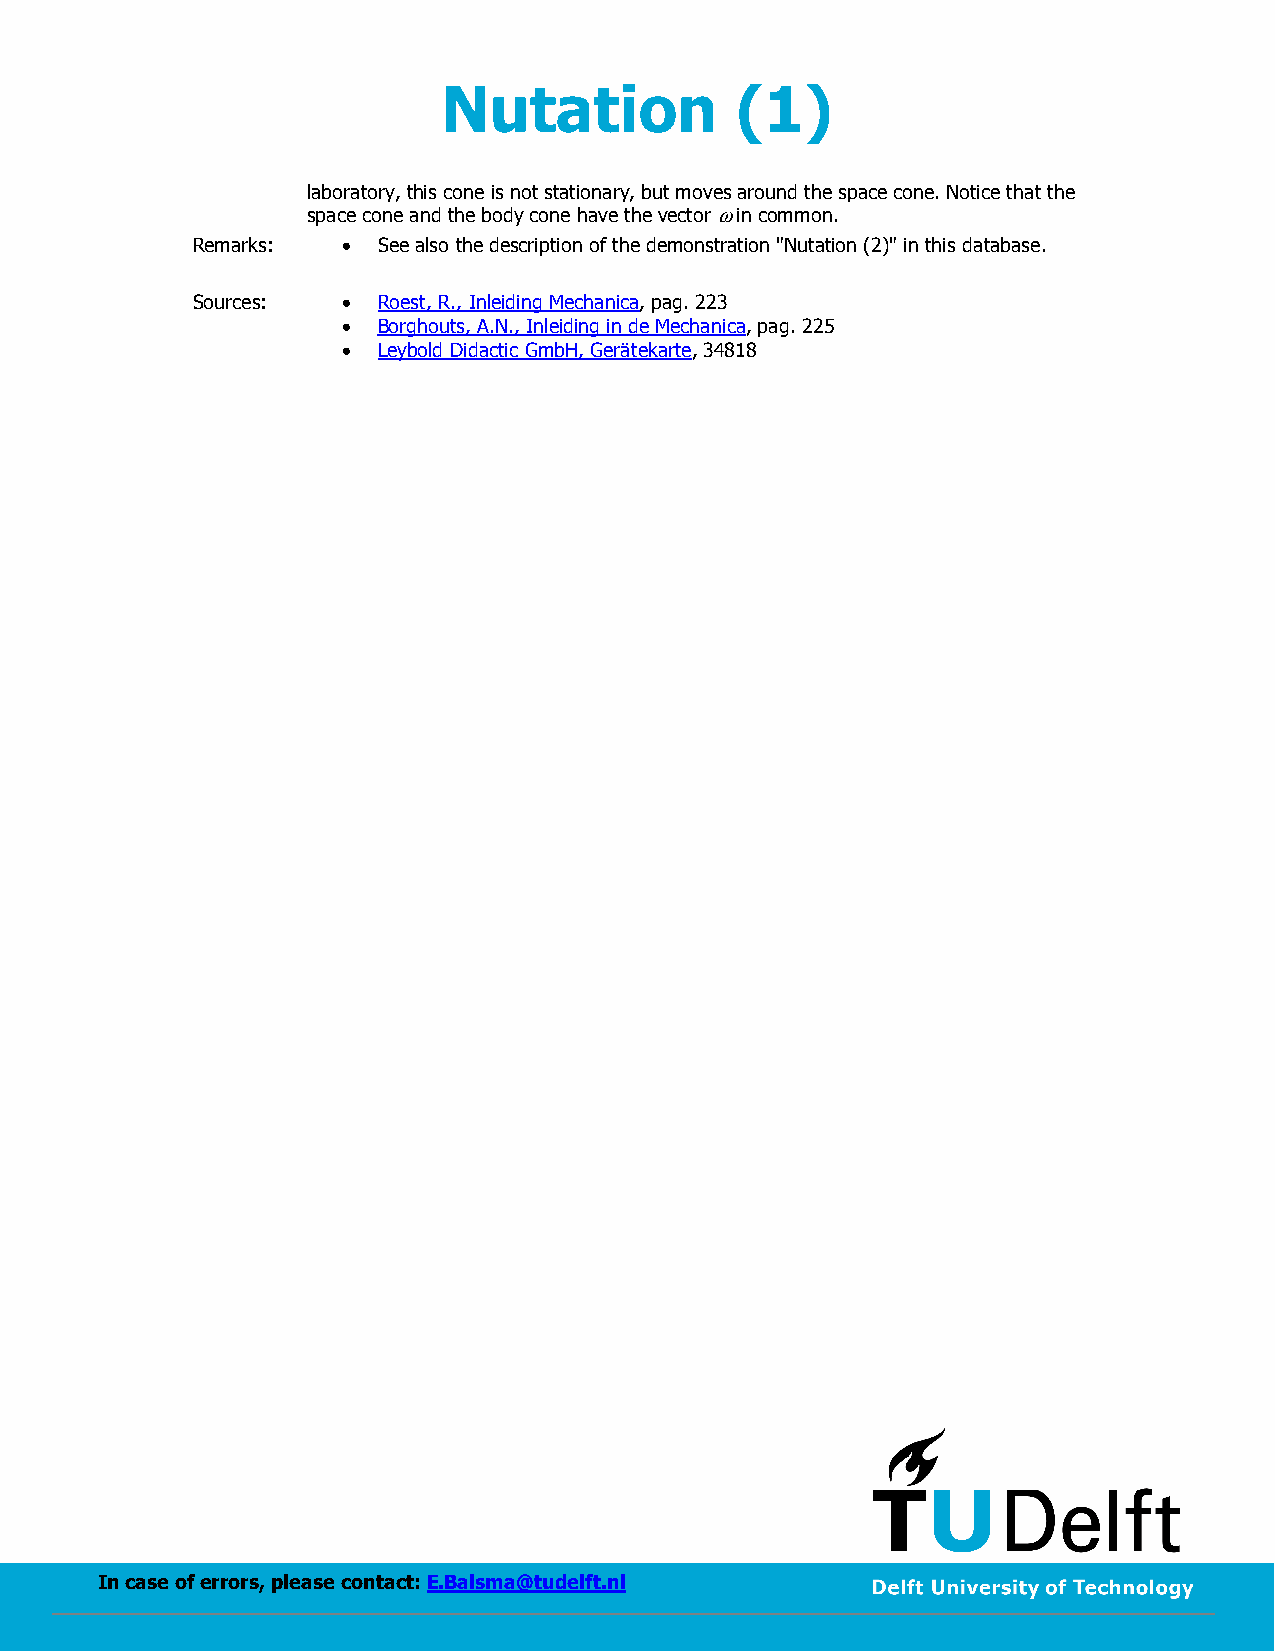 Nutation (1)
laboratory, this cone is not stationary, but moves around the space cone. Notice that the
space cone and the body cone have the vector ω in common.
Remarks: • See also the description of the demonstration "Nutation (2)" in this database.
Sources: • Roest, R., Inleiding Mechanica, pag. 223
• Borghouts, A.N., Inleiding in de Mechanica, pag. 225
• Leybold Didactic GmbH, Gerätekarte, 34818
TUDelft
In case of errors, please contact: E.Balsma@tudelft.nl
Delft University of Technology